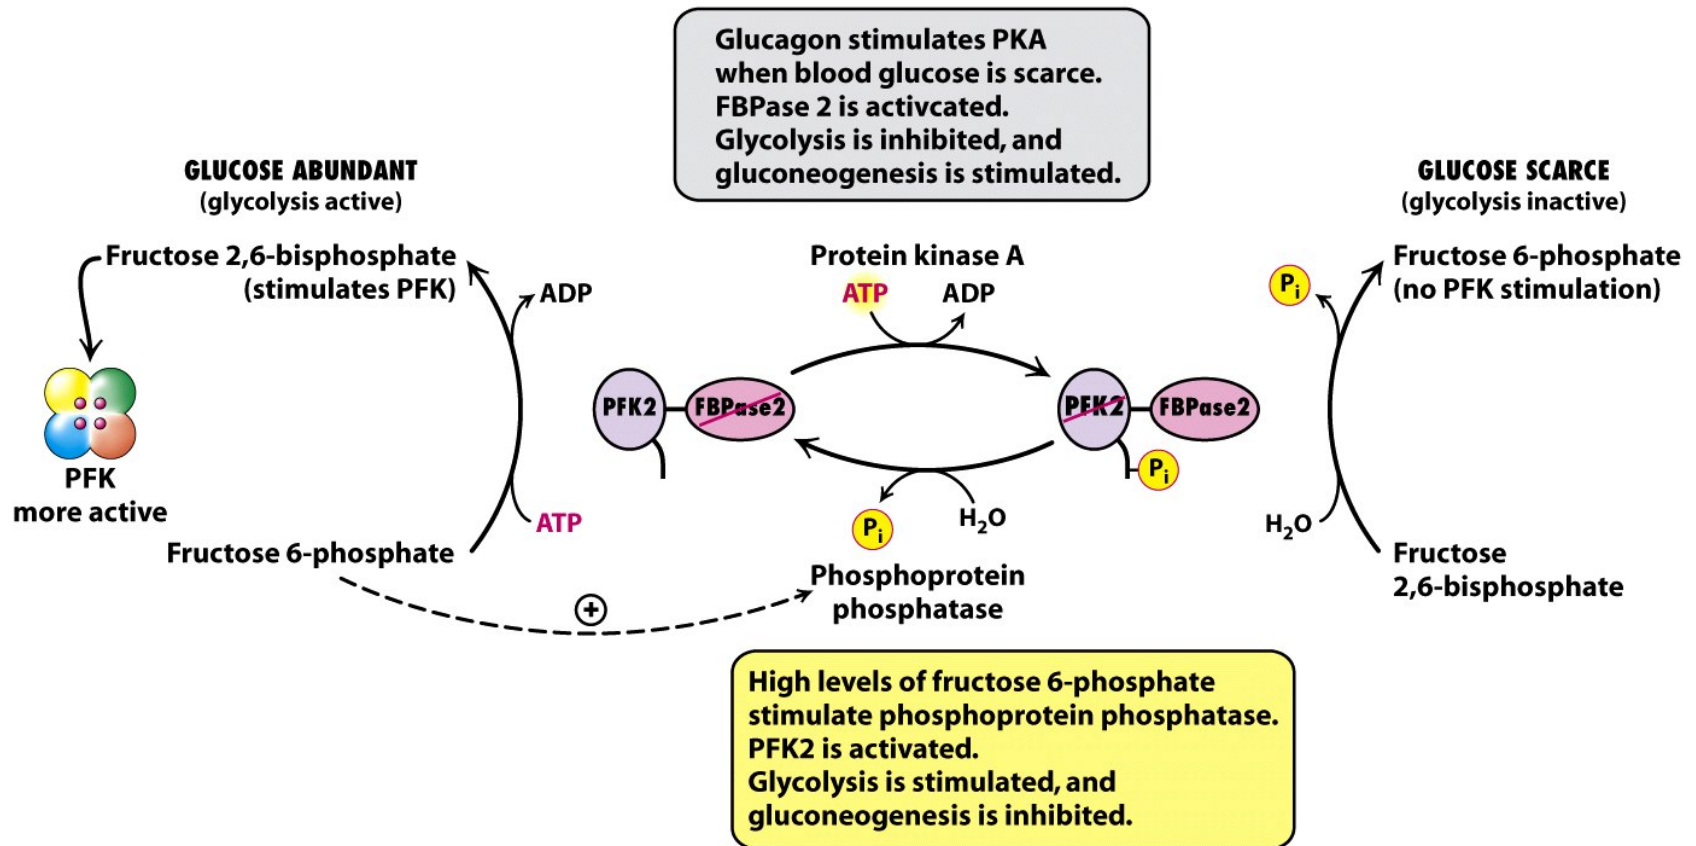 Glucagon stimulates PKA
when blood glucose is scarce.
FBPase 2 is activcated.
Glycolysis is inhibited, and
gluconeogenesis is stimulated.
GLUCOSE ABUNDANT
(glycolysis active)
Fructose 2,6-bisphosphate
(stimulates PFK)
ADP
PFK
more active
ATP
Fructose 6-phosphate
+
Protein kinase A
ATP
ADP
PFK2
FBPase2
PFK2
FBPase2
Pi
Pi
H2O
Phosphoprotein
phosphatase
GLUCOSE SCARCE
(glycolysis inactive)
Fructose 6-phosphate
(no PFK stimulation)
Pi
H2O
Fructose
2,6-bisphosphate
High levels of fructose 6-phosphate
stimulate phosphoprotein phosphatase.
PFK2 is activated.
Glycolysis is stimulated, and
gluconeogenesis is inhibited.